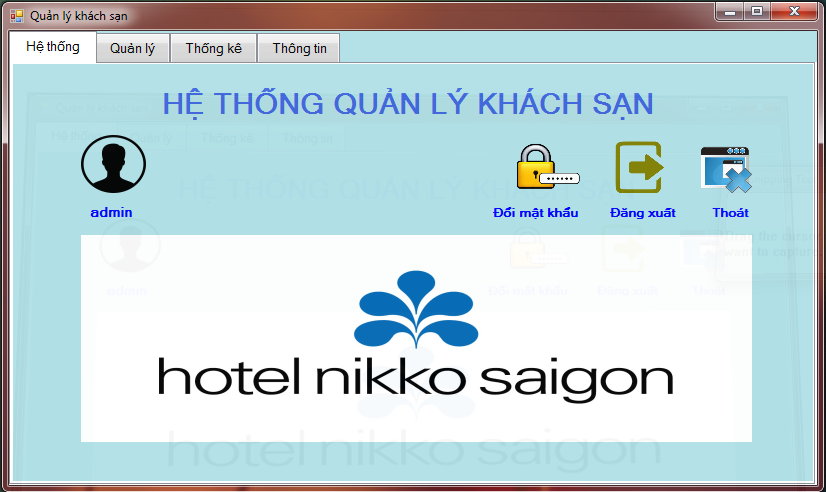 Quản lý khách sạn
Hệ thống
Quản lý
Thống kê
Thông tin
HỆ THỐNG QUẢN LÝ KHÁCH SẠN
admin
Đổi mật khẩu
Đăng xuất
Thoát
hotel nikko saigon